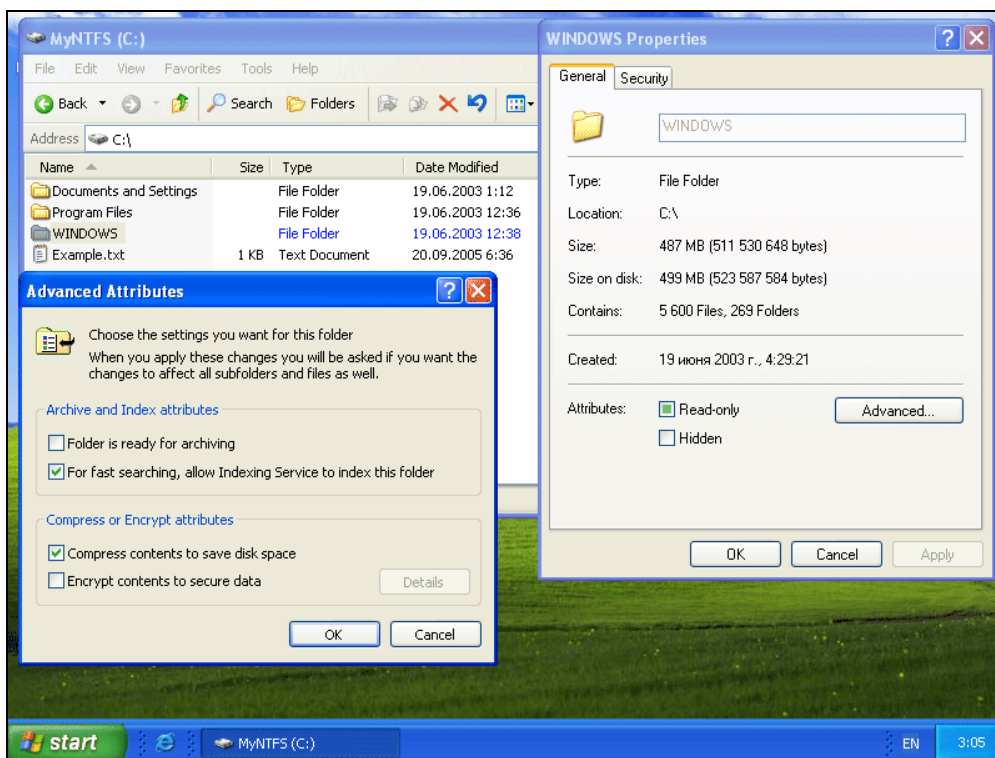 MyNTFS (C:)
File Edit View Favorites Tools Help
Back Search Folders
Address C:\
Name Size Type Date Modified
Documents and Settings File Folder 19.06.2003 1:12
Program Files File Folder 19.06.2003 12:36
WINDOWS File Folder 19.06.2003 12:38
Example.txt 1 KB Text Document 20.09.2005 6:36
Advanced Attributes
Choose the settings you want for this folder
When you apply these changes you will be asked if you want the
changes to affect all subfolders and files as well.
Archive and Index attributes
Folder is ready for archiving
For fast searching, allow Indexing Service to index this folder
Compress or Encrypt attributes
Compress contents to save disk space
Encrypt contents to secure data Details
OK Cancel
WINDOWS Properties
General Security
WINDOWS
Type: File Folder
Location: C:\
Size: 487 MB (511 530 648 bytes)
Size on disk: 499 MB (523 587 584 bytes)
Contains: 5 600 Files, 269 Folders
Created: 19 июня 2003 г., 4:29:21
Attributes: Read-only Advanced...
Hidden
OK Cancel Apply
start MyNTFS (C:) EN 3:05